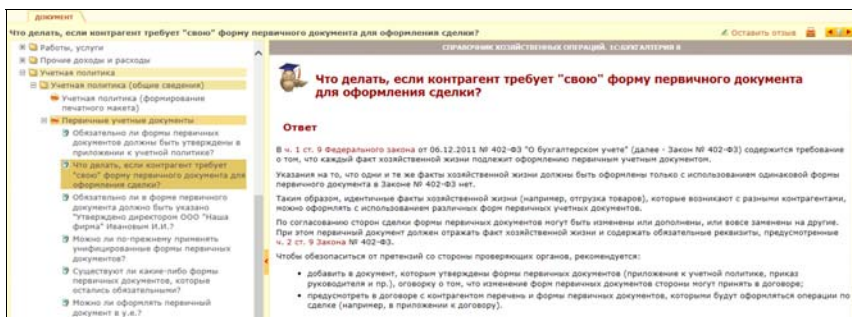 ДОКУМЕНТ
Что делать, если контрагент требует "свою" форму первичного документа для оформления сделки?
Оставить отзыв
Работы, услуги
Прочие доходы и расходы
Учетная политика
Учетная политика (общие сведения)
Учетная политика (формирование
печатного макета)
Первичные учетные документы
Обязательно ли формы первичных
документов должны быть утверждены в
приложении к учетной политике?
Что делать, если контрагент требует
"свою" форму первичного документа для
оформления сделки?
Обязательно ли в форме первичного
документа должно быть указано
"Утверждено директором ООО "Наша
фирма" Ивановым И.И.?
Можно ли по-прежнему применять
унифицированные формы первичных
документов?
Существуют ли какие-либо формы
первичных документов, которые
остались обязательными?
Можно ли оформлять первичный
документ в у.е.?
СПРАВОЧНИК ХОЗЯЙСТВЕННЫХ ОПЕРАЦИЙ. 1С:БУХГАЛТЕРИЯ 8
Что делать, если контрагент требует "свою" форму первичного документа
для оформления сделки?
Ответ
В ч. 1 ст. 9 Федерального закона от 06.12.2011 № 402-ФЗ "О бухгалтерском учете" (далее - Закон № 402-ФЗ) содержится требование
о том, что каждый факт хозяйственной жизни подлежит оформлению первичным учетным документом.
Указания на то, что одни и те же факты хозяйственной жизни должны быть оформлены только с использованием одинаковой формы
первичного документа в Законе № 402-ФЗ нет.
Таким образом, идентичные факты хозяйственной жизни (например, отгрузка товаров), которые возникают с разными контрагентами,
можно оформлять с использованием различных форм первичных учетных документов.
По согласованию сторон сделки формы первичных документов могут быть изменены или дополнены, или вовсе заменены на другие.
При этом первичный документ должен отражать факт хозяйственной жизни и содержать обязательные реквизиты, предусмотренные
ч. 2 ст. 9 Закона № 402-ФЗ.
Чтобы обезопаситься от претензий со стороны проверяющих органов, рекомендуется:
• добавить в документ, которым утверждены формы первичных документов (приложение к учетной политике, приказ
руководителя и пр.), оговорку о том, что изменение форм первичных документов стороны могут принять в договоре;
• предусмотреть в договоре с контрагентом перечень и формы первичных документов, которыми будут оформляться операции по
сделке (например, в приложении к договору).